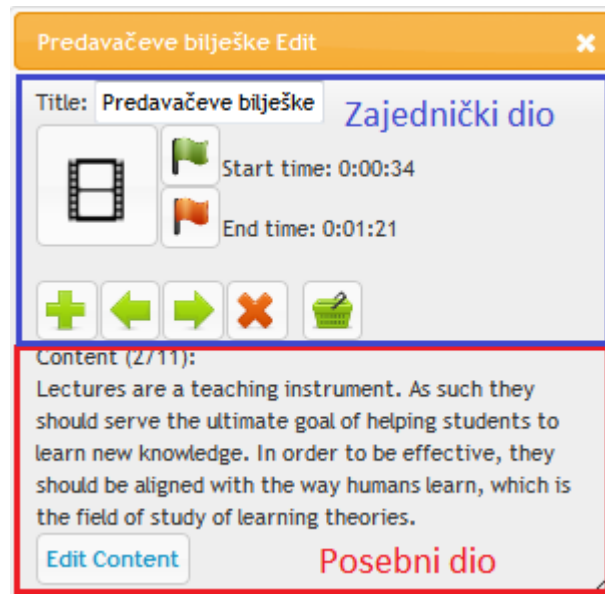 Predavačeve bilješke Edit
Title: Predavačeve bilješke
Zajednički dio
Start time: 0:00:34
End time: 0:01:21
Content (2/11):
Lectures are a teaching instrument. As such they
should serve the ultimate goal of helping students to
learn new knowledge. In order to be effective, they
should be aligned with the way humans learn, which is
the field of study of learning theories.
Edit Content
Posebni dio